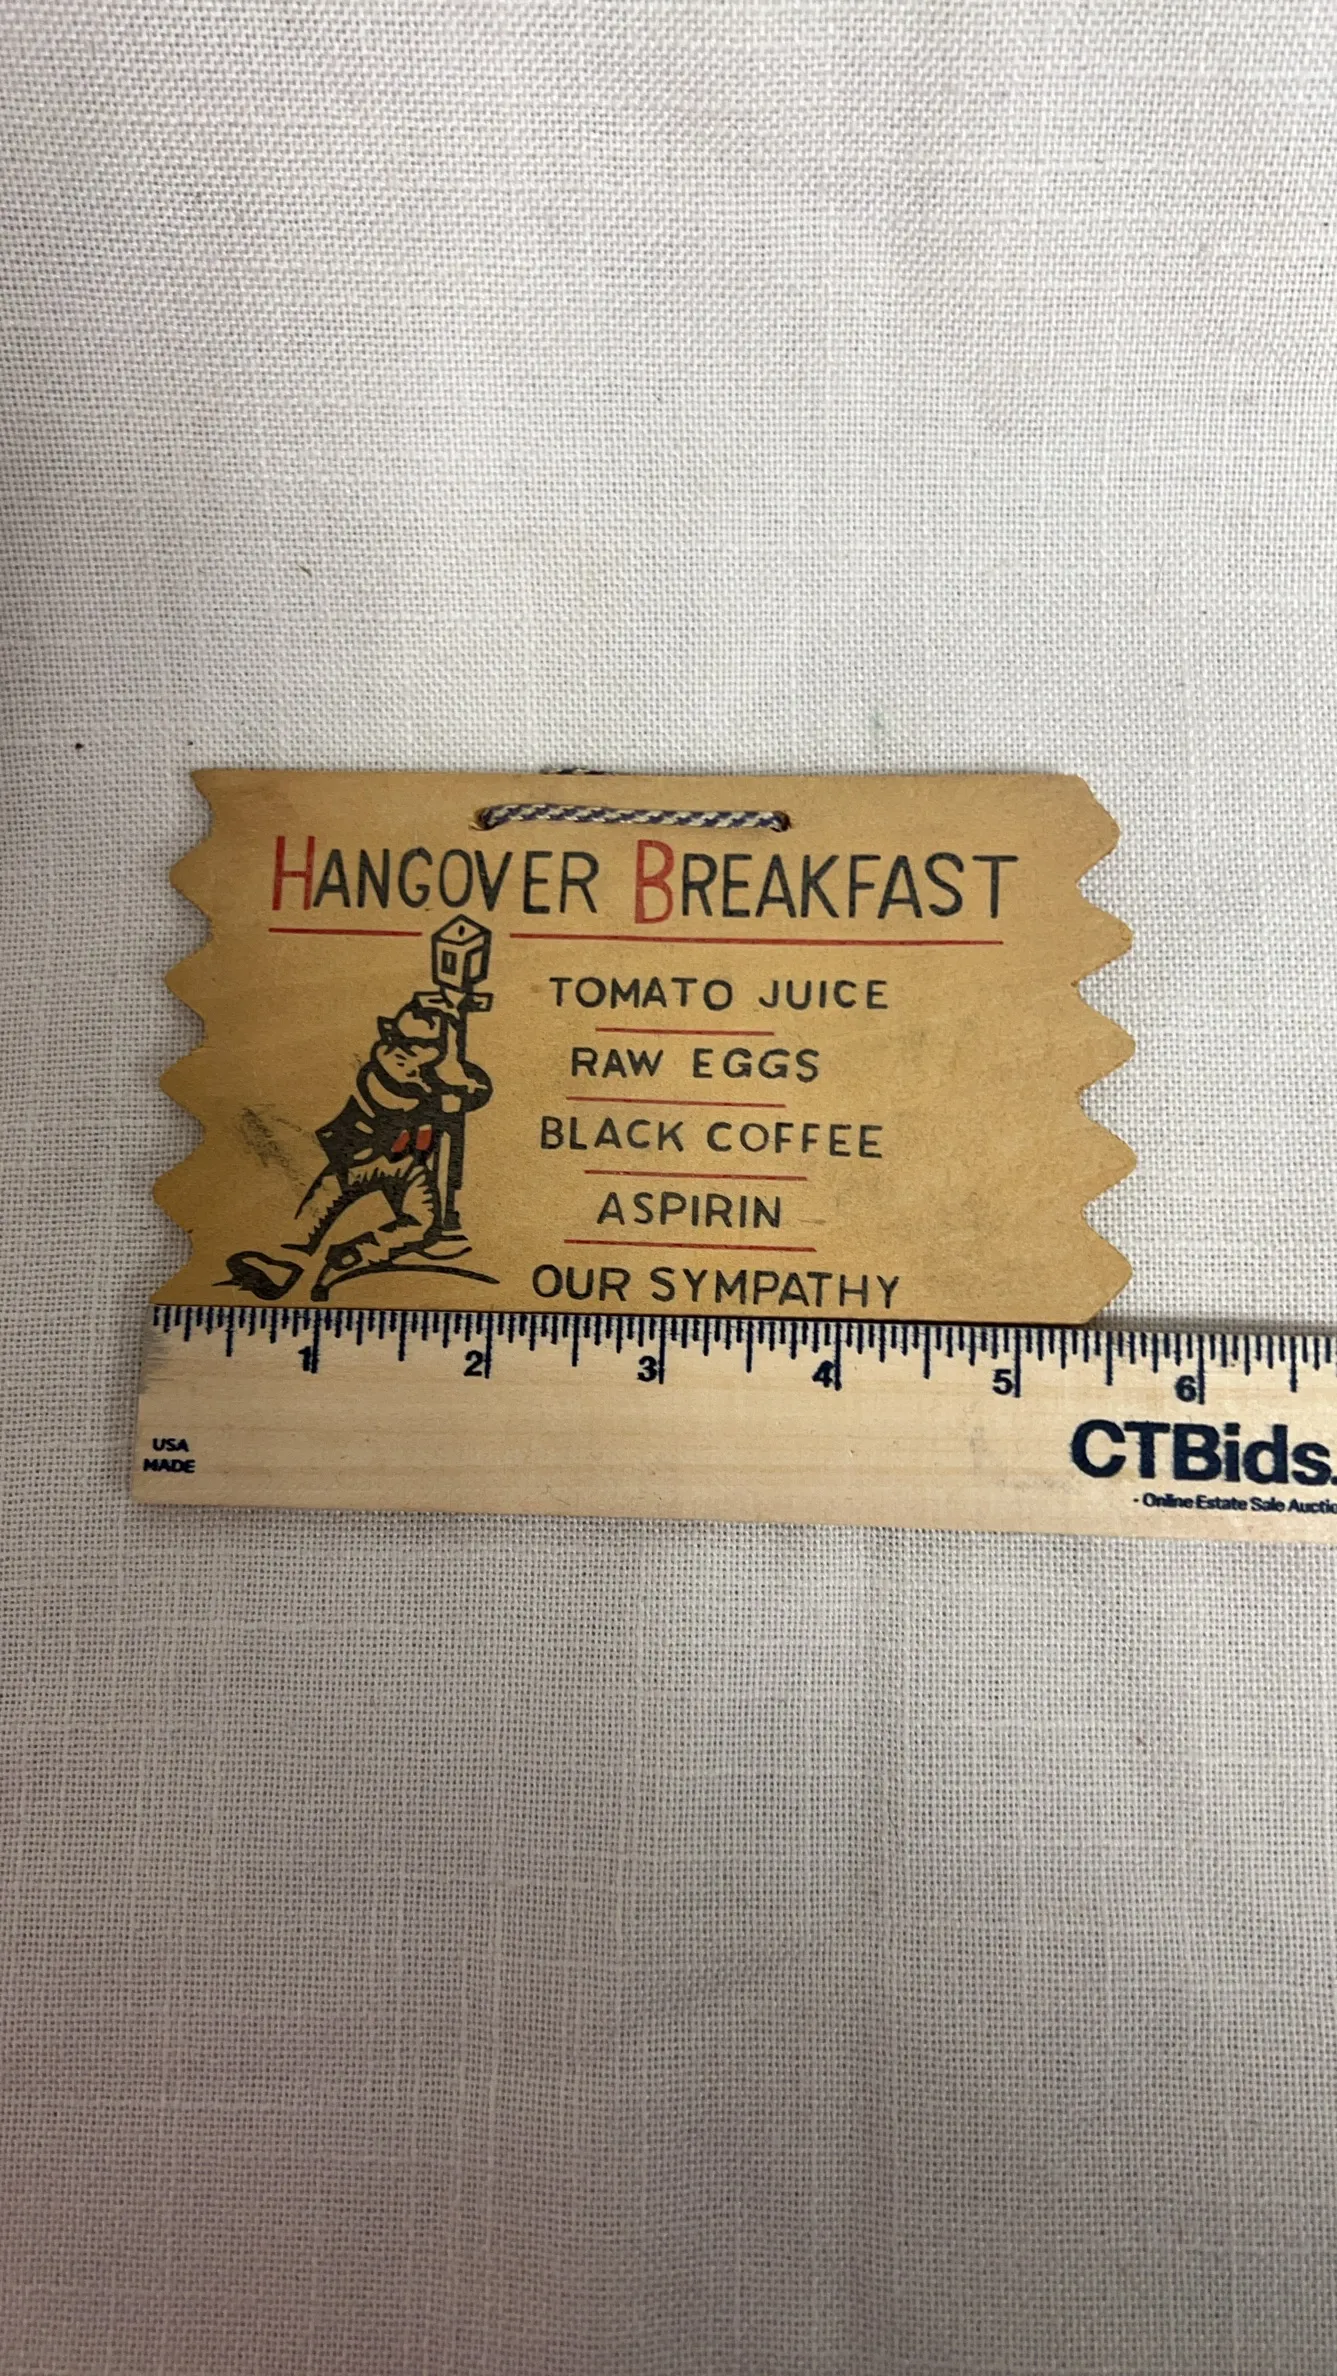 HANGOVER BREAKFAST
TOMATO JUICE
RAW EGGS
BLACK COFFEE
ASPIRIN
OUR SYMPATHY
1 2 3 4 5 6
CTBids.
USA
MADE
- Online Estate Sale Auctio